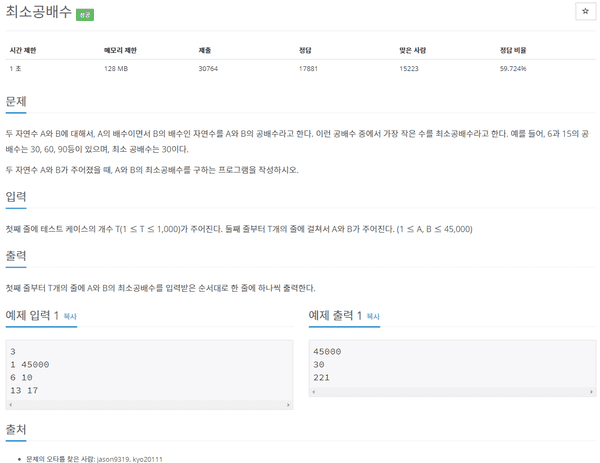 최소공배수 성공
☆
시간 제한 메모리 제한 제출 정답 맞은 사람 정답 비율
1 초 128 MB 30764 17881 15223 59.724%
문제
두 자연수 A와 B에 대해서, A의 배수이면서 B의 배수인 자연수를 A와 B의 공배수라고 한다. 이런 공배수 중에서 가장 작은 수를 최소공배수라고 한다. 예를 들어, 6과 15의 공
배수는 30, 60, 90등이 있으며, 최소 공배수는 30이다.
두 자연수 A와 B가 주어졌을 때, A와 B의 최소공배수를 구하는 프로그램을 작성하시오.
입력
첫째 줄에 테스트 케이스의 개수 T(1 ≤ T ≤ 1,000)가 주어진다. 둘째 줄부터 T개의 줄에 걸쳐서 A와 B가 주어진다. (1 ≤ A, B ≤ 45,000)
출력
첫째 줄부터 T개의 줄에 A와 B의 최소공배수를 입력받은 순서대로 한 줄에 하나씩 출력한다.
예제 입력 1 복사
3
1 45000
6 10
13 17
예제 출력 1 복사
45000
30
221
출처
문제의 오타를 찾은 사람: jason9319, kyo20111